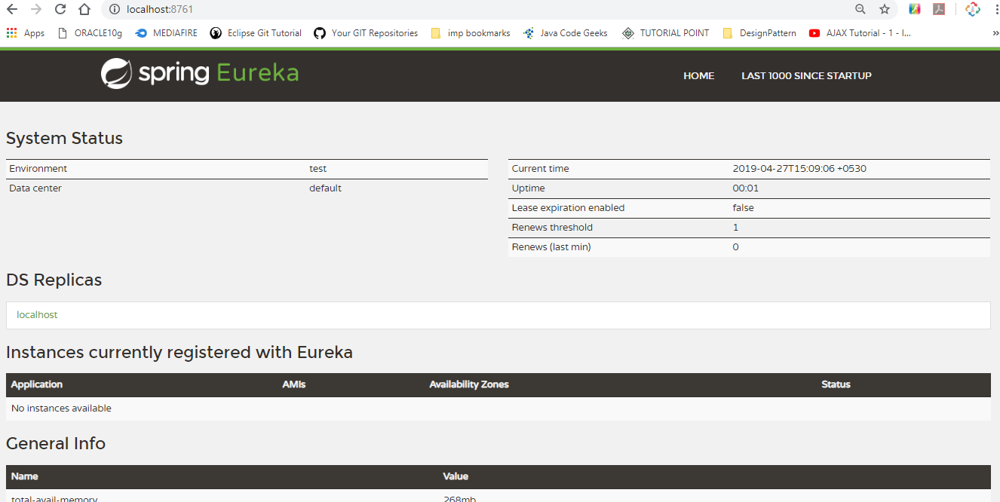 localhost:8761
Apps ORACLE10g MEDIAFIRE Eclipse Git Tutorial Your GIT Repositories imp bookmarks Java Code Geeks TUTORIAL POINT DesignPattern AJAX Tutorial - 1 - I... »
spring Eureka HOME LAST 1000 SINCE STARTUP
System Status
Environment test
Data center default
Current time 2019-04-27T15:09:06 +0530
Uptime 00:01
Lease expiration enabled false
Renews threshold 1
Renews (last min) 0
DS Replicas
localhost
Instances currently registered with Eureka
Application AMIs Availability Zones Status
No instances available
General Info
Name Value
total-avail-memory 268mb